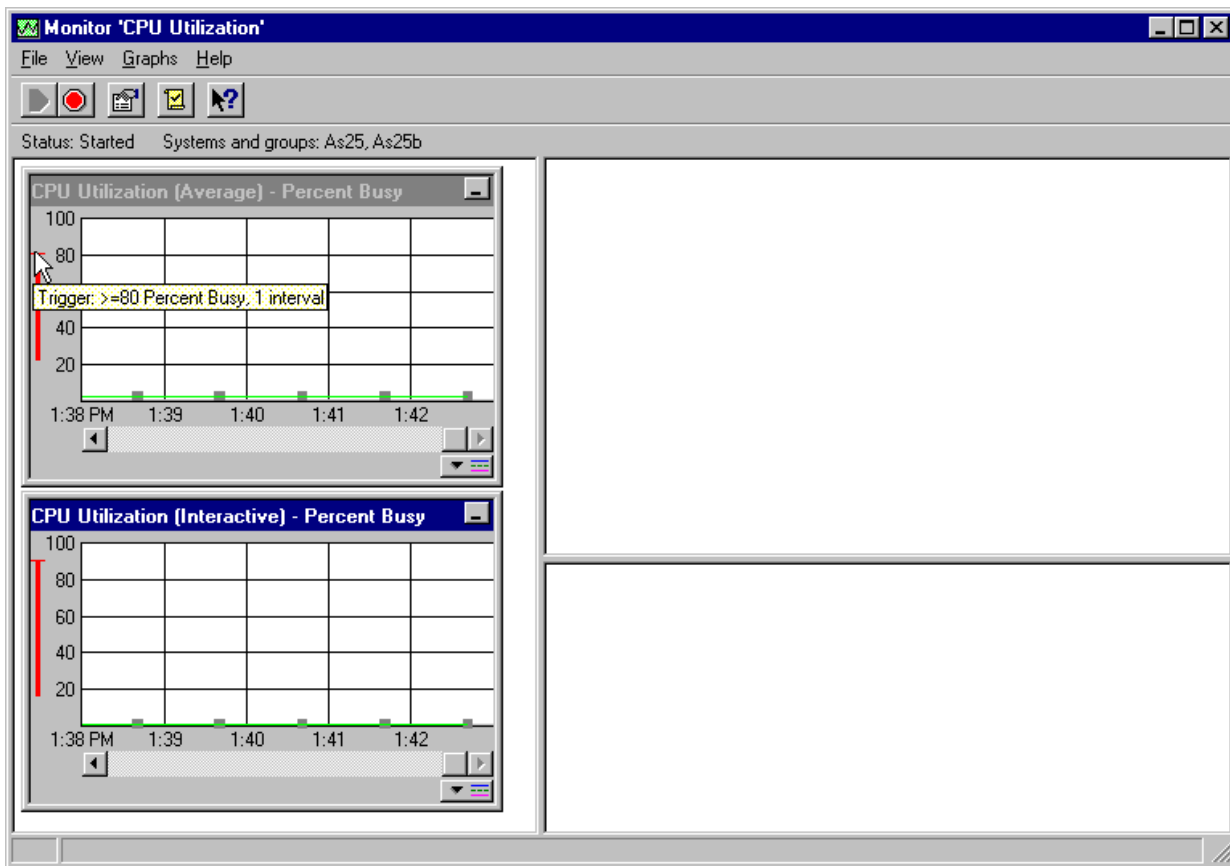 Monitor 'CPU Utilization'
File View Graphs Help
Status: Started Systems and groups: As25, As25b
CPU Utilization (Average) - Percent Busy
100
80
Trigger: >=80 Percent Busy, 1 interval
40
20
1:38 PM 1:39 1:40 1:41 1:42
CPU Utilization (Interactive) - Percent Busy
100
80
60
40
20
1:38 PM 1:39 1:40 1:41 1:42